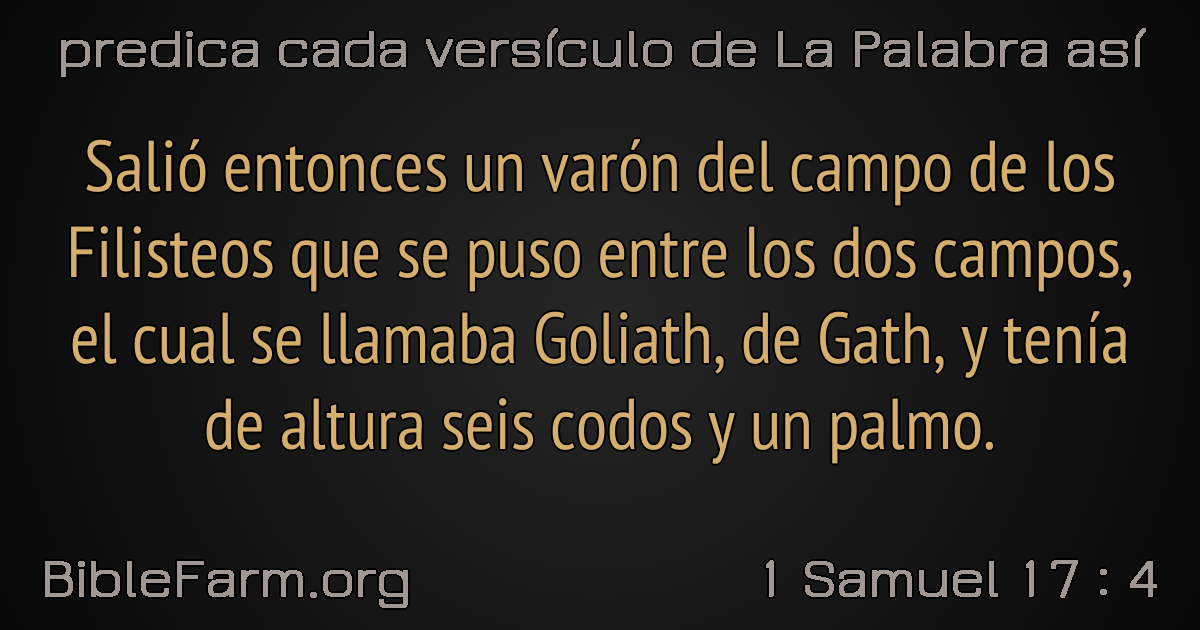 predica cada versículo de La Palabra así
Salió entonces un varón del campo de los
Filisteos que se puso entre los dos campos,
el cual se llamaba Goliath, de Gath, y tenía
de altura seis codos y un palmo.
BibleFarm.org
1 Samuel 17 : 4